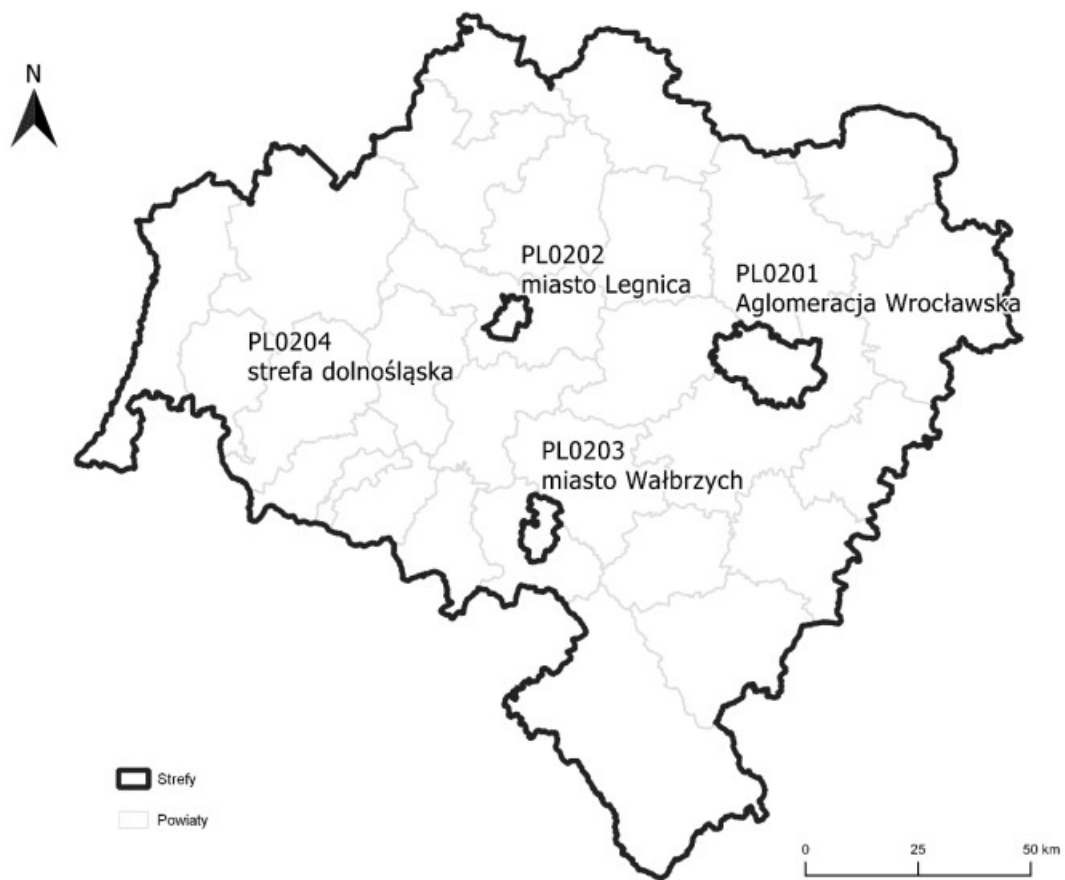 N
PL0202
miasto Legnica
PL0201
Aglomeracja Wrocławska
PL0204
strefa dolnośląska
PL0203
miasto Wałbrzych
Strefy
Powiaty
0 25 50 km